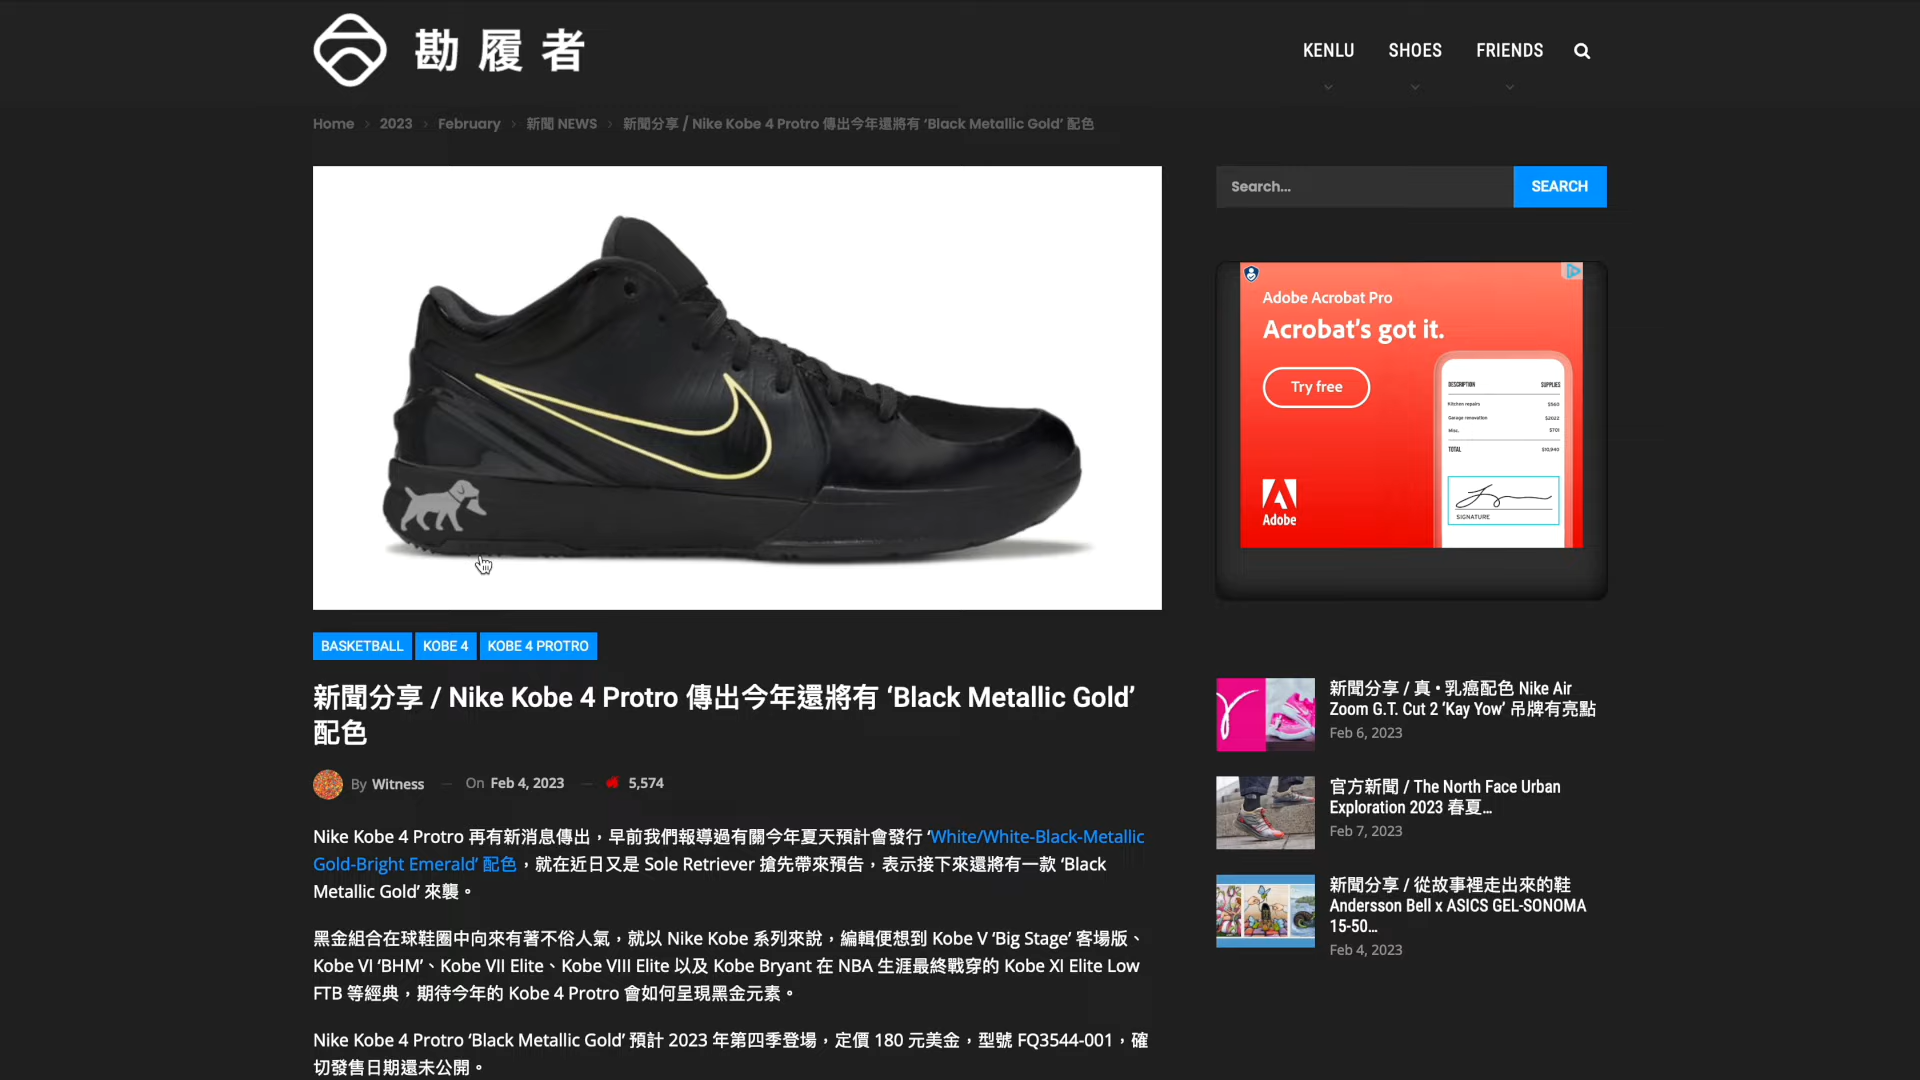 勘履者
KENLU
SHOES
FRIENDS
Home > 2023 > February > 新聞 NEWS > 新聞分享 / Nike Kobe 4 Protro 傳出今年還將有 ‘Black Metallic Gold’ 配色
Search...
SEARCH
Adobe Acrobat Pro
Acrobat’s got it.
Try free
DESCRIPTION SUPPLIES
Kitchen repairs $560
Garage renovation $2022
Misc. $701
TOTAL $10,940
SIGNATURE
Adobe
BASKETBALL
KOBE 4
KOBE 4 PROTRO
新聞分享 / Nike Kobe 4 Protro 傳出今年還將有 ‘Black Metallic Gold’
配色
By Witness — On Feb 4, 2023 — 5,574
Nike Kobe 4 Protro 再有新消息傳出，早前我們報導過有關今年夏天預計會發行 ‘White/White-Black-Metallic
Gold-Bright Emerald’ 配色，就在近日又是 Sole Retriever 搶先帶來預告，表示接下來還將有一款 ‘Black
Metallic Gold’ 來襲。
黑金組合在球鞋圈中向來有著不俗人氣，就以 Nike Kobe 系列來說，編輯便想到 Kobe V ‘Big Stage’ 客場版、
Kobe VI ‘BHM’、Kobe VII Elite、Kobe VIII Elite 以及 Kobe Bryant 在 NBA 生涯最終戰穿的 Kobe XI Elite Low
FTB 等經典，期待今年的 Kobe 4 Protro 會如何呈現黑金元素。
Nike Kobe 4 Protro ‘Black Metallic Gold’ 預計 2023 年第四季登場，定價 180 元美金，型號 FQ3544-001，確
切發售日期還未公開。
新聞分享 / 真 • 乳癌配色 Nike Air
Zoom G.T. Cut 2 ‘Kay Yow’ 吊牌有亮點
Feb 6, 2023
官方新聞 / The North Face Urban
Exploration 2023 春夏...
Feb 7, 2023
新聞分享 / 從故事裡走出來的鞋
Andersson Bell x ASICS GEL-SONOMA
15-50...
Feb 4, 2023